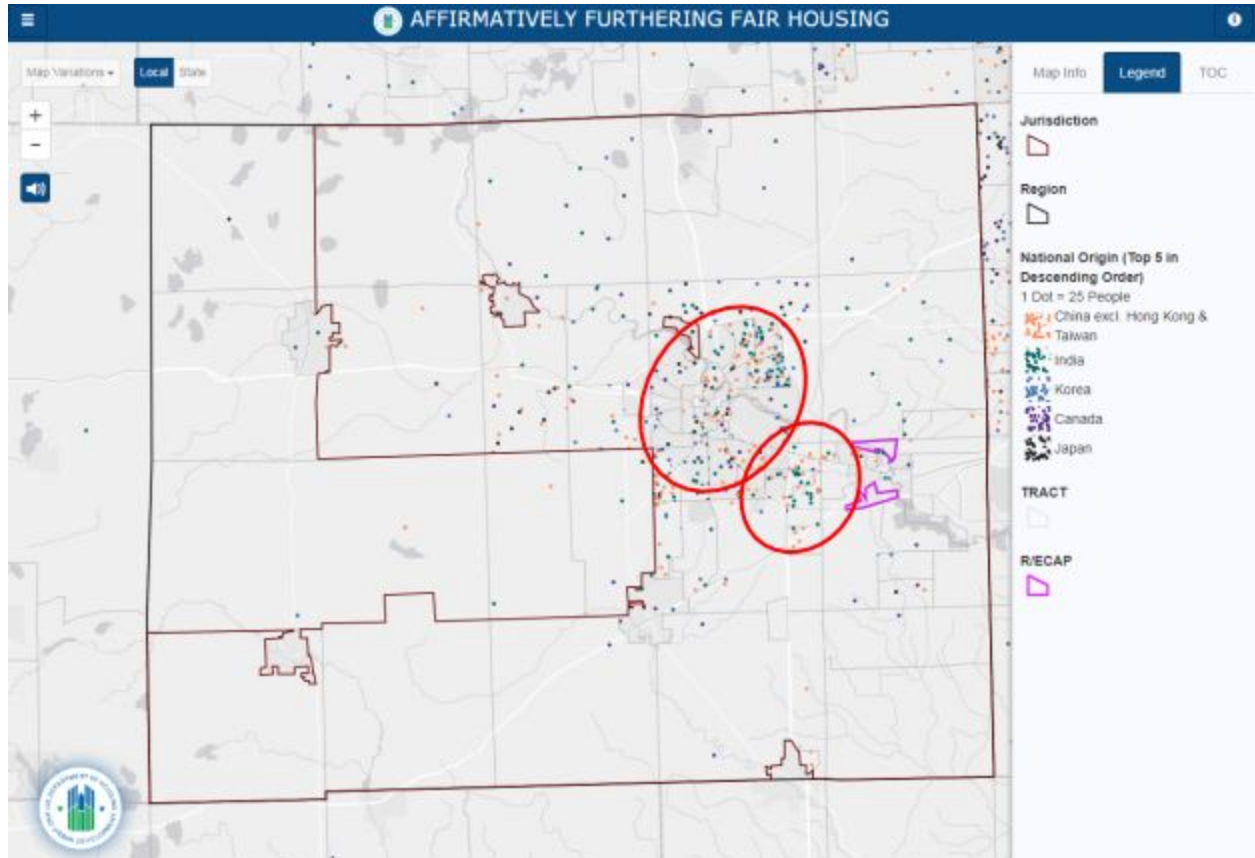 AFFIRMATIVELY FURTHERING FAIR HOUSING
Map Variations
Local
State
+
−
Map Info
Legend
TOC
Jurisdiction
Region
National Origin (Top 5 in
Descending Order)
1 Dot = 25 People
China excl. Hong Kong &
Taiwan
India
Korea
Canada
Japan
TRACT
R/ECAP